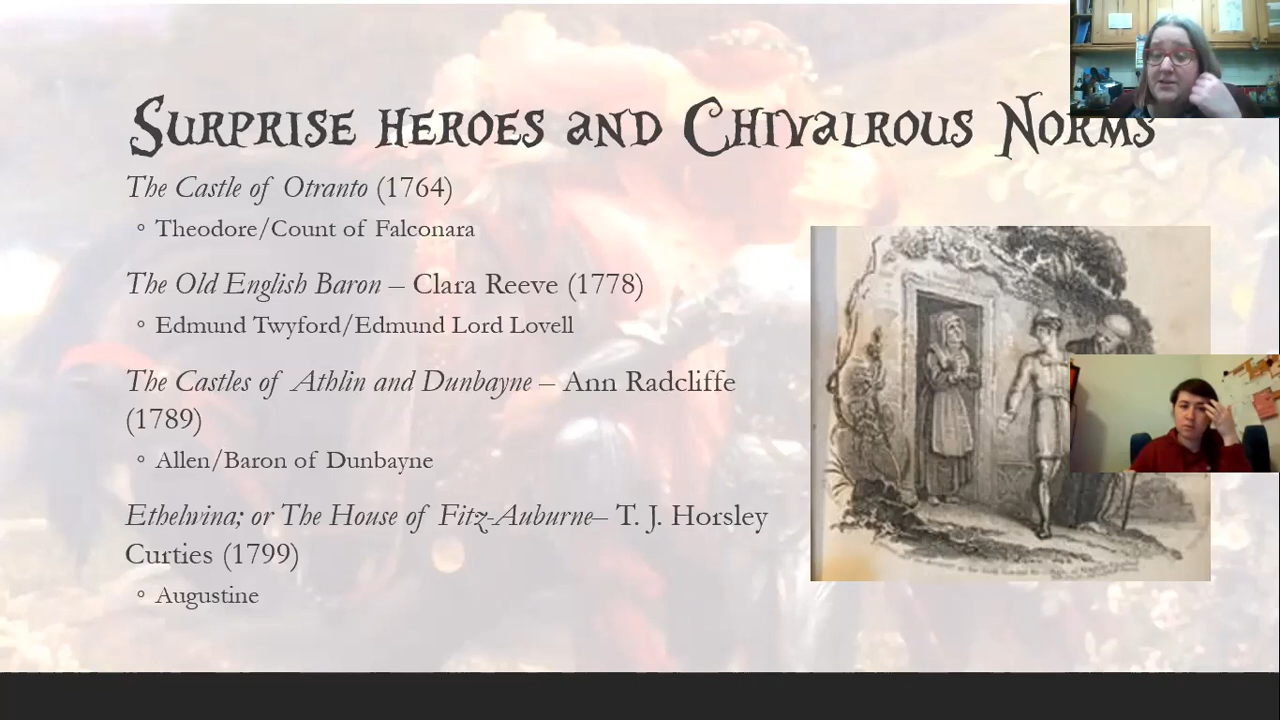 Surprise heroes and Chivalrous Norms
The Castle of Otranto (1764)
◦ Theodore/Count of Falconara
The Old English Baron – Clara Reeve (1778)
◦ Edmund Twyford/Edmund Lord Lovell
The Castles of Athlin and Dunbayne – Ann Radcliffe
(1789)
◦ Allen/Baron of Dunbayne
Ethelwina; or The House of Fitz-Auburne– T. J. Horsley
Curties (1799)
◦ Augustine